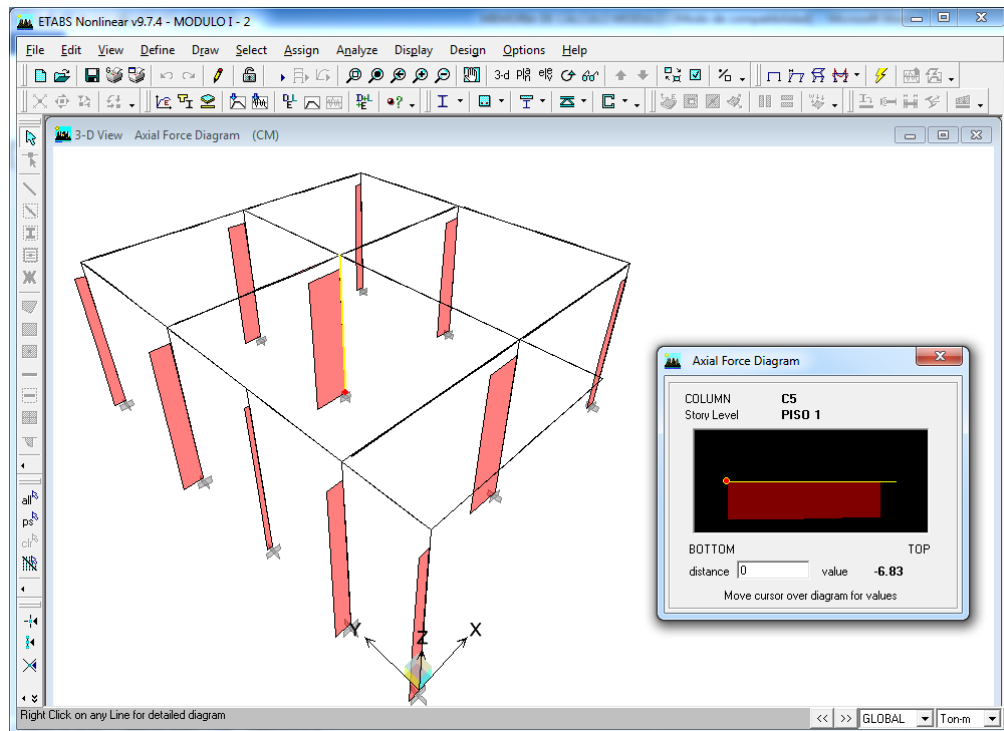 ETABS Nonlinear v9.7.4 - MODULO I - 2
File Edit View Define Draw Select Assign Analyze Display Design Options Help
3-d
3-D View Axial Force Diagram (CM)
all
ps
clr
Y
Z
X
Axial Force Diagram
COLUMN C5
Story Level PISO 1
BOTTOM TOP
distance 0 value -6.83
Move cursor over diagram for values
Right Click on any Line for detailed diagram
<< >> GLOBAL Ton-m